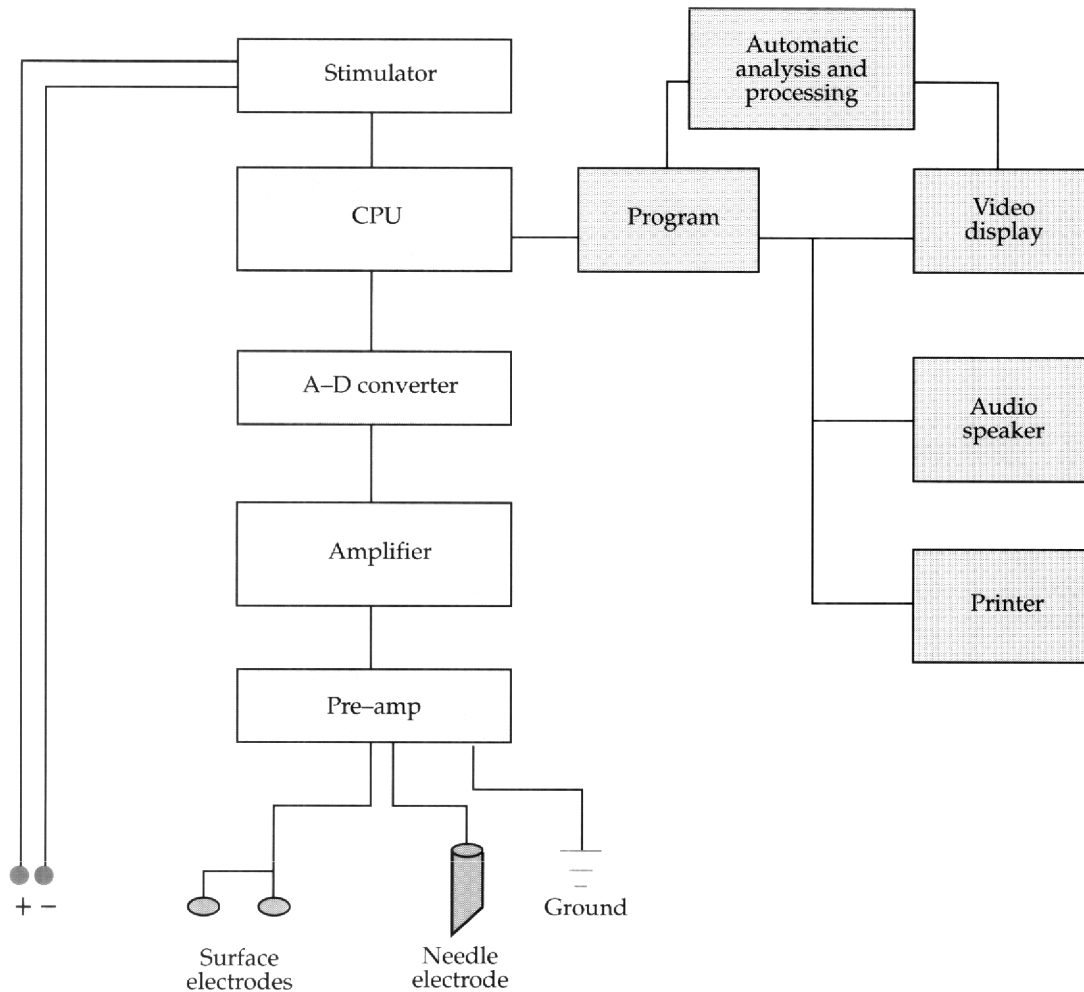 Stimulator
Automatic
analysis and
processing
CPU
Program
Video
display
A–D converter
Audio
speaker
Amplifier
Printer
Pre–amp
+ −
Surface
electrodes
Needle
electrode
Ground